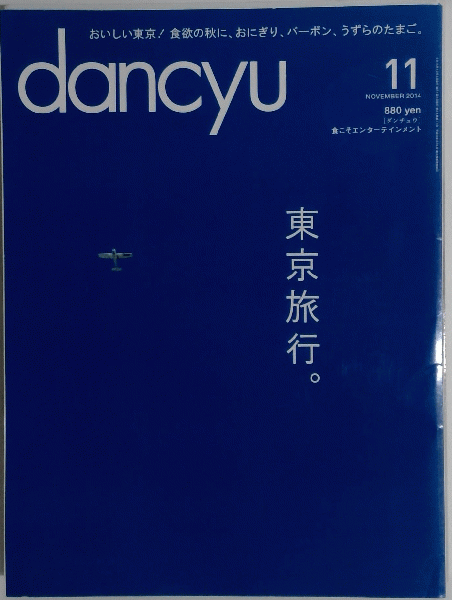 おいしい東京！ 食欲の秋に、おにぎり、バーボン、うずらのたまご。
dancyu
11
NOVEMBER 2014
880 yen
[ダンチュウ]
食こそエンターテインメント
東京旅行。